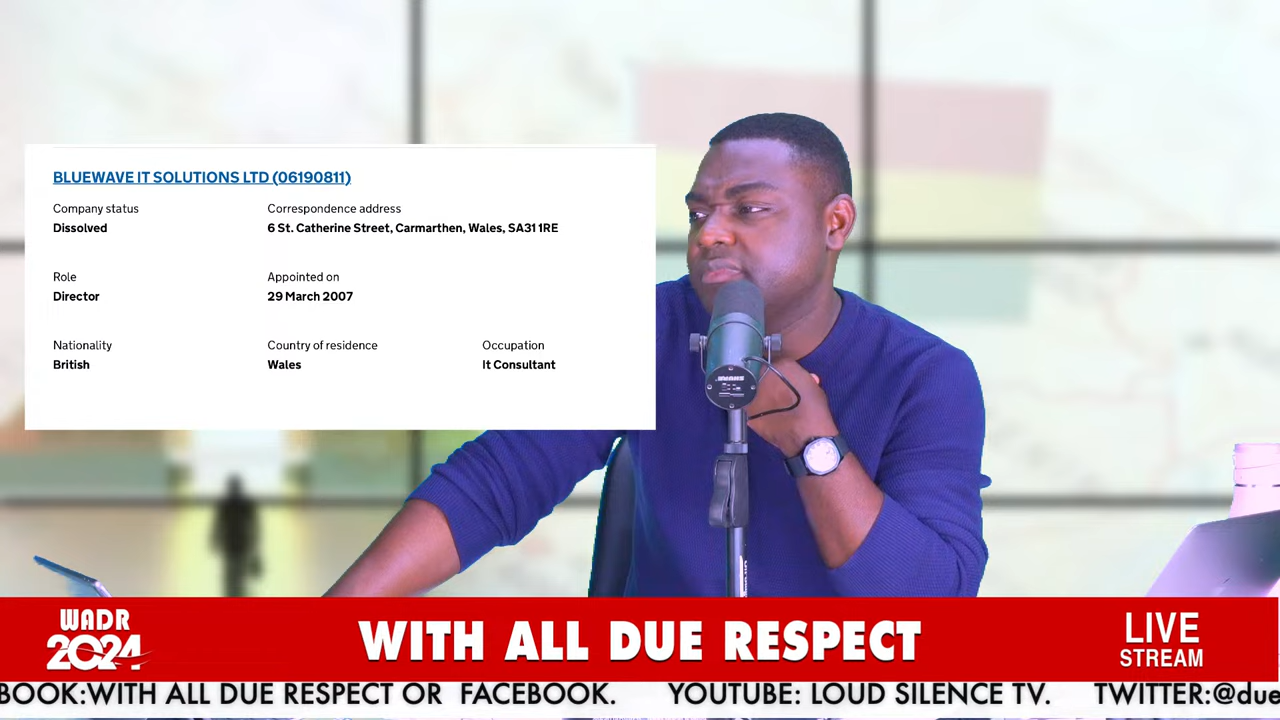 BLUEWAVE IT SOLUTIONS LTD (06190811)
Company status
Correspondence address
Dissolved
6 St. Catherine Street, Carmarthen, Wales, SA31 1RE
Role
Appointed on
Director
29 March 2007
Nationality
Country of residence
Occupation
British
Wales
It Consultant
SHURE
WADR
2024
WITH ALL DUE RESPECT
LIVE
STREAM
BOOK:WITH ALL DUE RESPECT OR FACEBOOK. YOUTUBE: LOUD SILENCE TV. TWITTER:@due